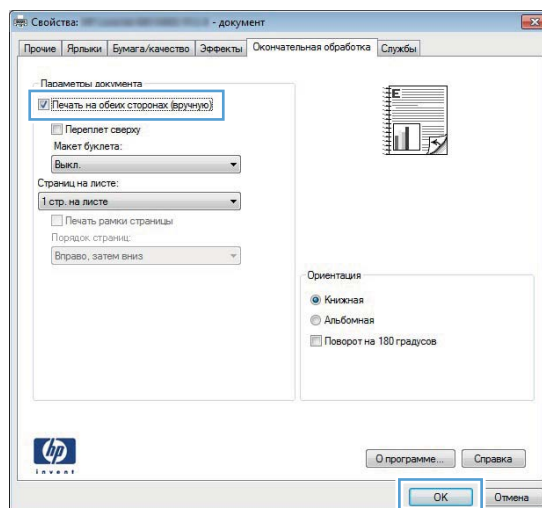 Свойства: - документ
Прочие Ярлыки Бумага/качество Эффекты Окончательная обработка Службы
Параметры документа
Печать на обеих сторонах (вручную)
Переплет сверху
Макет буклета:
Выкл.
Страниц на листе:
1 стр. на листе
Печать рамки страницы
Порядок страниц:
Вправо, затем вниз
E
Ориентация
Книжная
Альбомная
Поворот на 180 градусов
hp
invent
О программе... Справка
OK Отмена